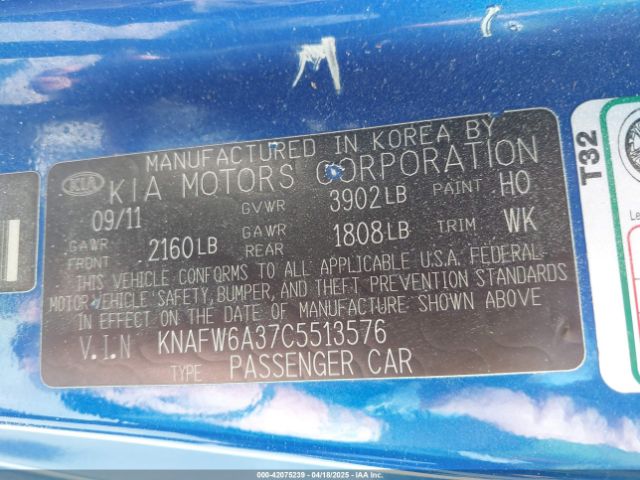 MANUFACTURED IN KOREA BY
KIA KIA MOTORS CORPORATION
09/11 GVWR 3902LB PAINT HO
GAWR FRONT 2160LB GAWR REAR 1808LB TRIM WK
THIS VEHICLE CONFORMS TO ALL APPLICABLE U.S.A. FEDERAL
MOTOR VEHICLE SAFETY, BUMPER, AND THEFT PREVENTION STANDARDS
IN EFFECT ON THE DATE OF MANUFACTURE SHOWN ABOVE
V.I.N KNAFW6A37C5513576
TYPE PASSENGER CAR
T32
000-42075239 | 04/18/2025 | IAA Inc.